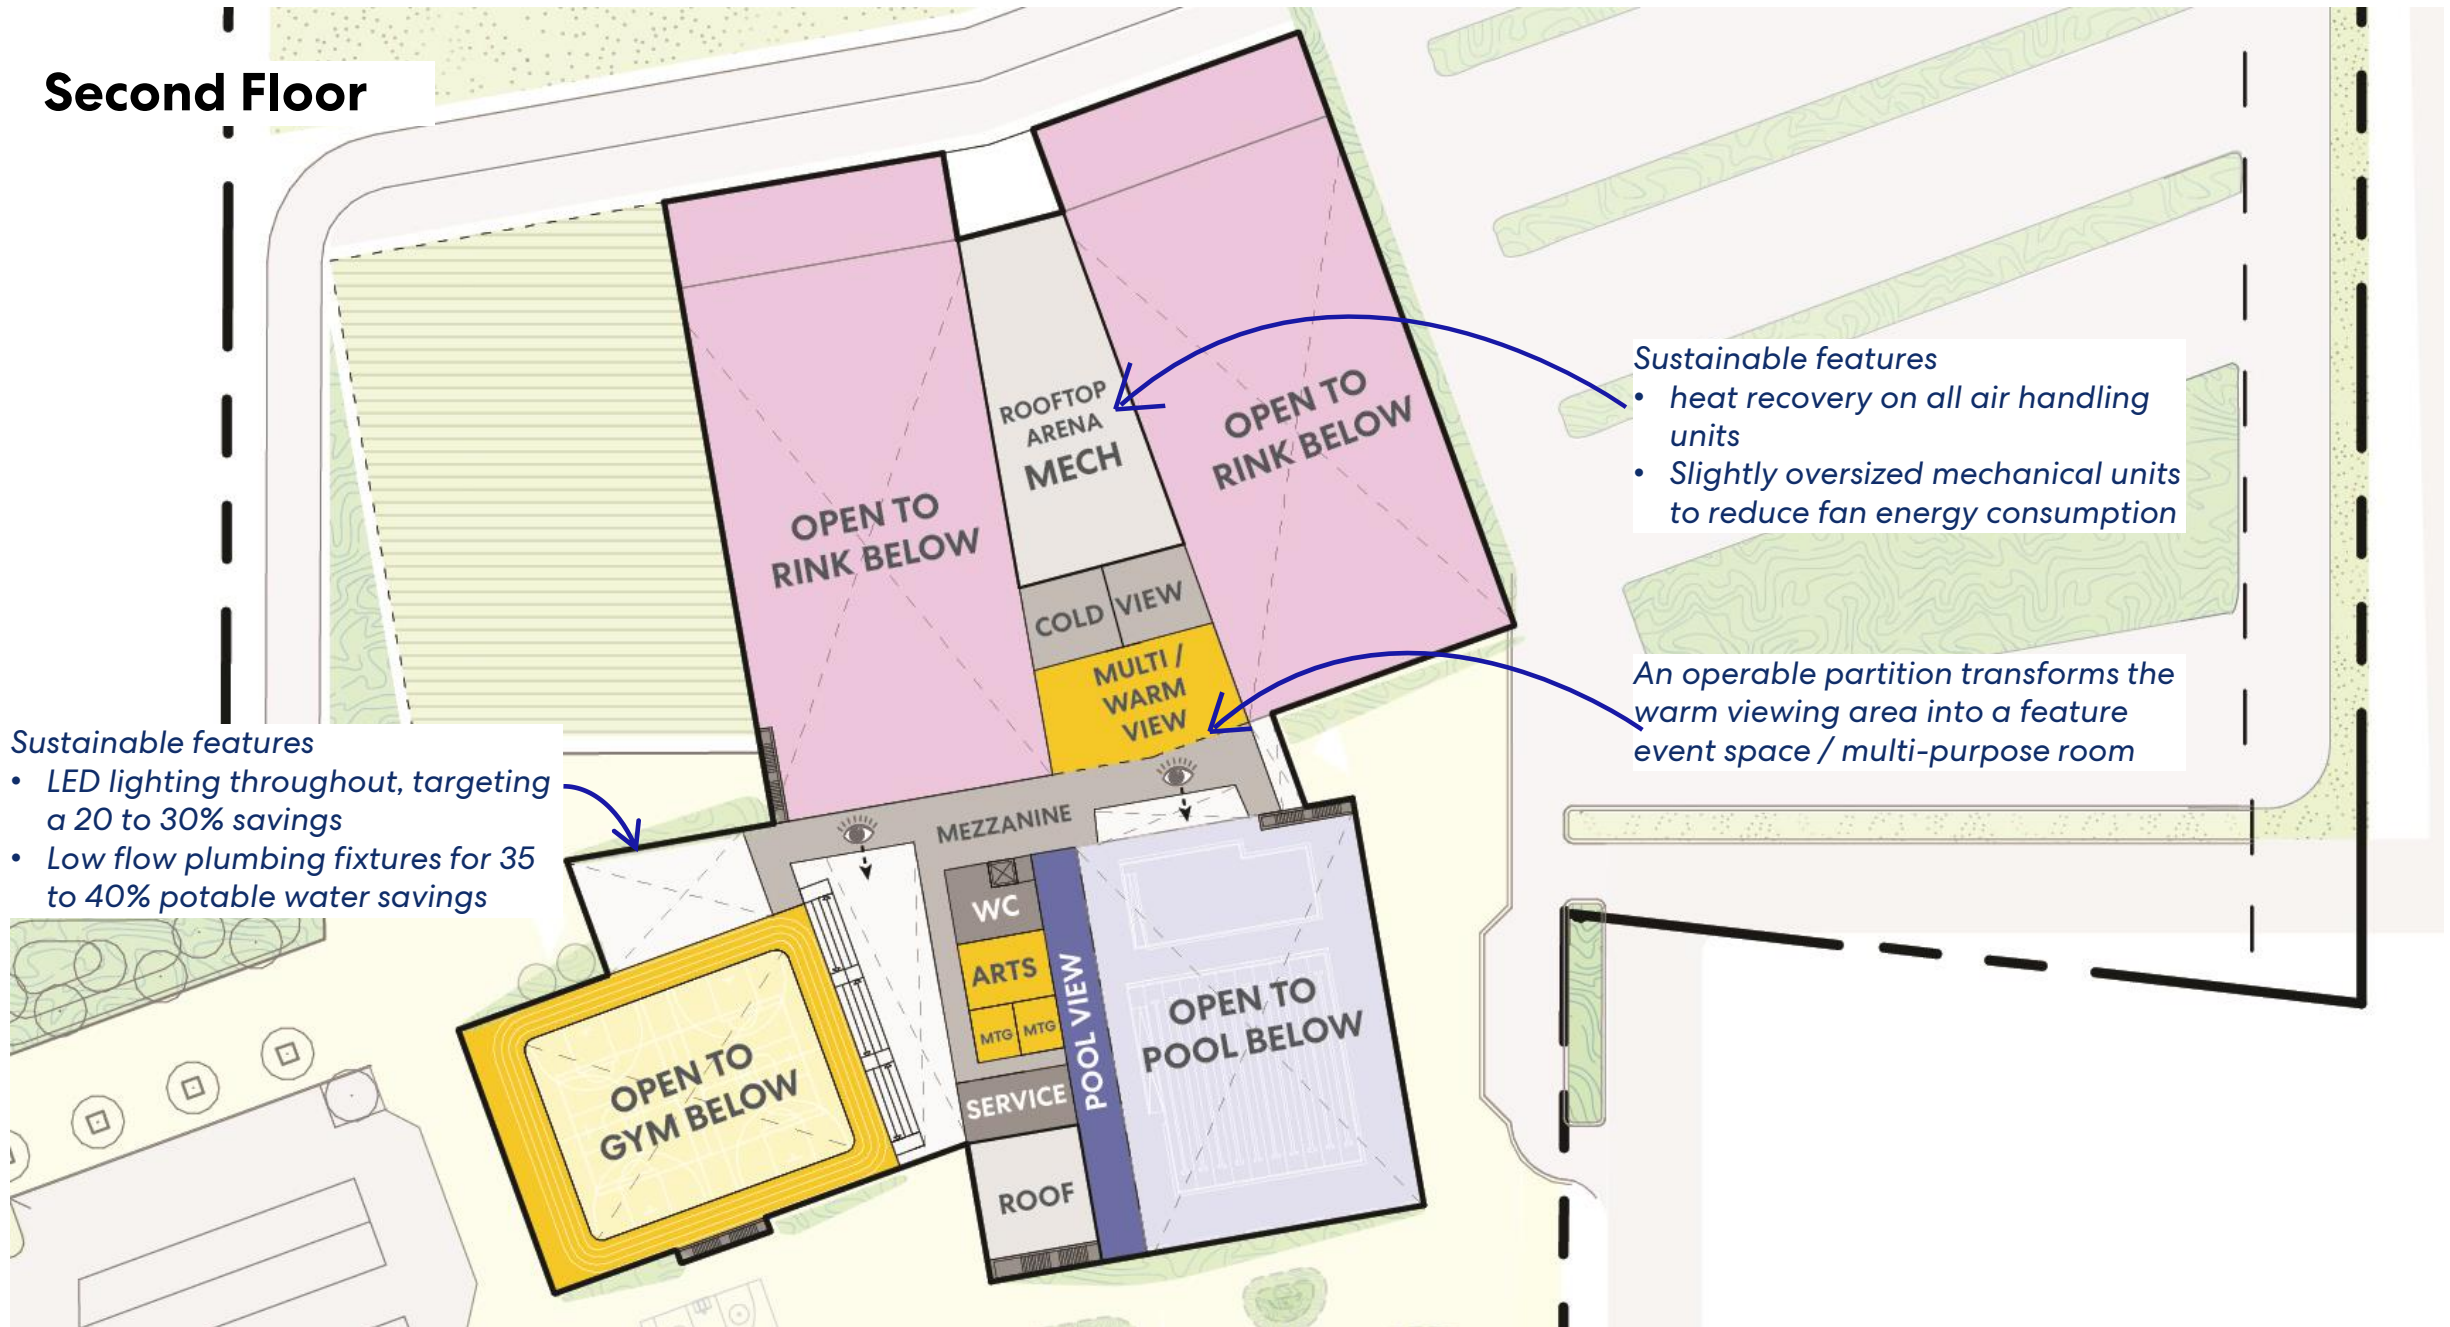 Second Floor
ROOFTOP
ARENA
MECH
OPEN TO
RINK BELOW
OPEN TO
RINK BELOW
Sustainable features
• heat recovery on all air handling
units
• Slightly oversized mechanical units
to reduce fan energy consumption
COLD VIEW
MULTI /
WARM
VIEW
An operable partition transforms the
warm viewing area into a feature
event space / multi-purpose room
Sustainable features
• LED lighting throughout, targeting
a 20 to 30% savings
• Low flow plumbing fixtures for 35
to 40% potable water savings
MEZZANINE
WC
ARTS
MTG MTG
POOL VIEW
OPEN TO
POOL BELOW
OPEN TO
GYM BELOW
SERVICE
ROOF